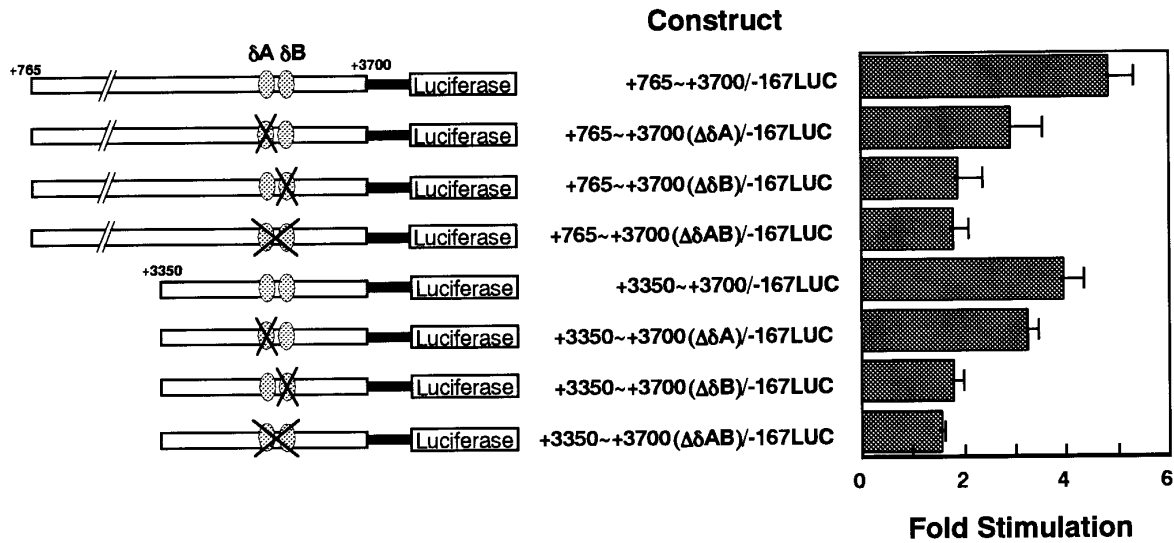 Construct
δA δB
+765
+3700
Luciferase
+765~+3700/-167LUC
Luciferase
+765~+3700(ΔδA)/-167LUC
Luciferase
+765~+3700(ΔδB)/-167LUC
Luciferase
+765~+3700(ΔδAB)/-167LUC
+3350
Luciferase
+3350~+3700/-167LUC
Luciferase
+3350~+3700(ΔδA)/-167LUC
Luciferase
+3350~+3700(ΔδB)/-167LUC
Luciferase
+3350~+3700(ΔδAB)/-167LUC
0 2 4 6
Fold Stimulation